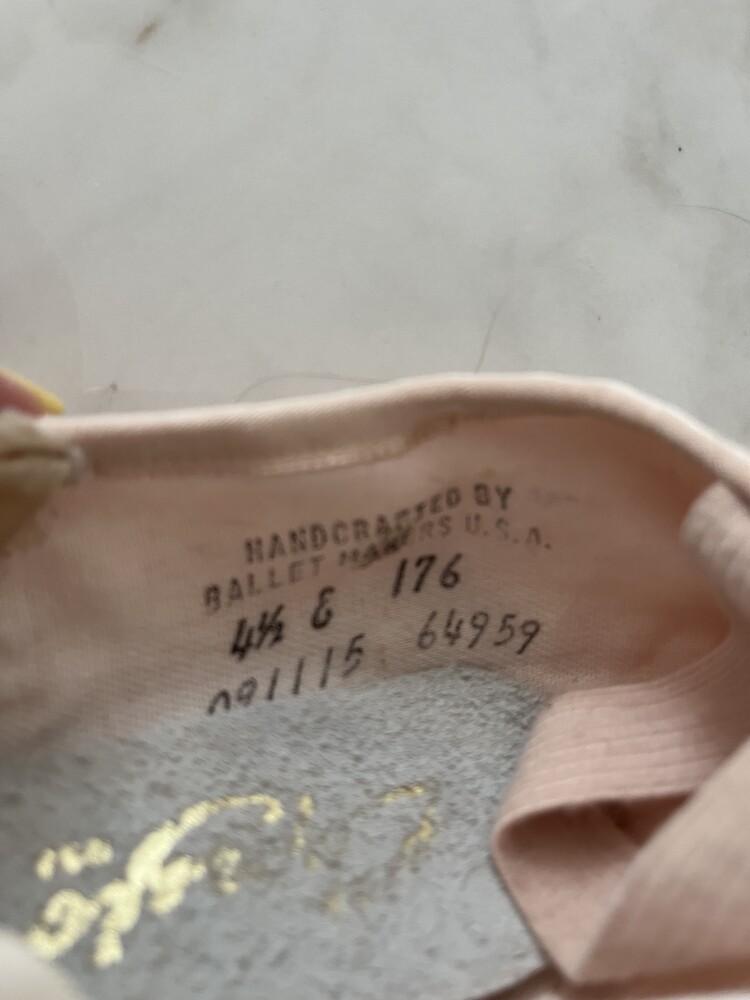 HANDCRAFTED BY
BALLET MAKERS U.S.A.
4½ E 176
091115 64959